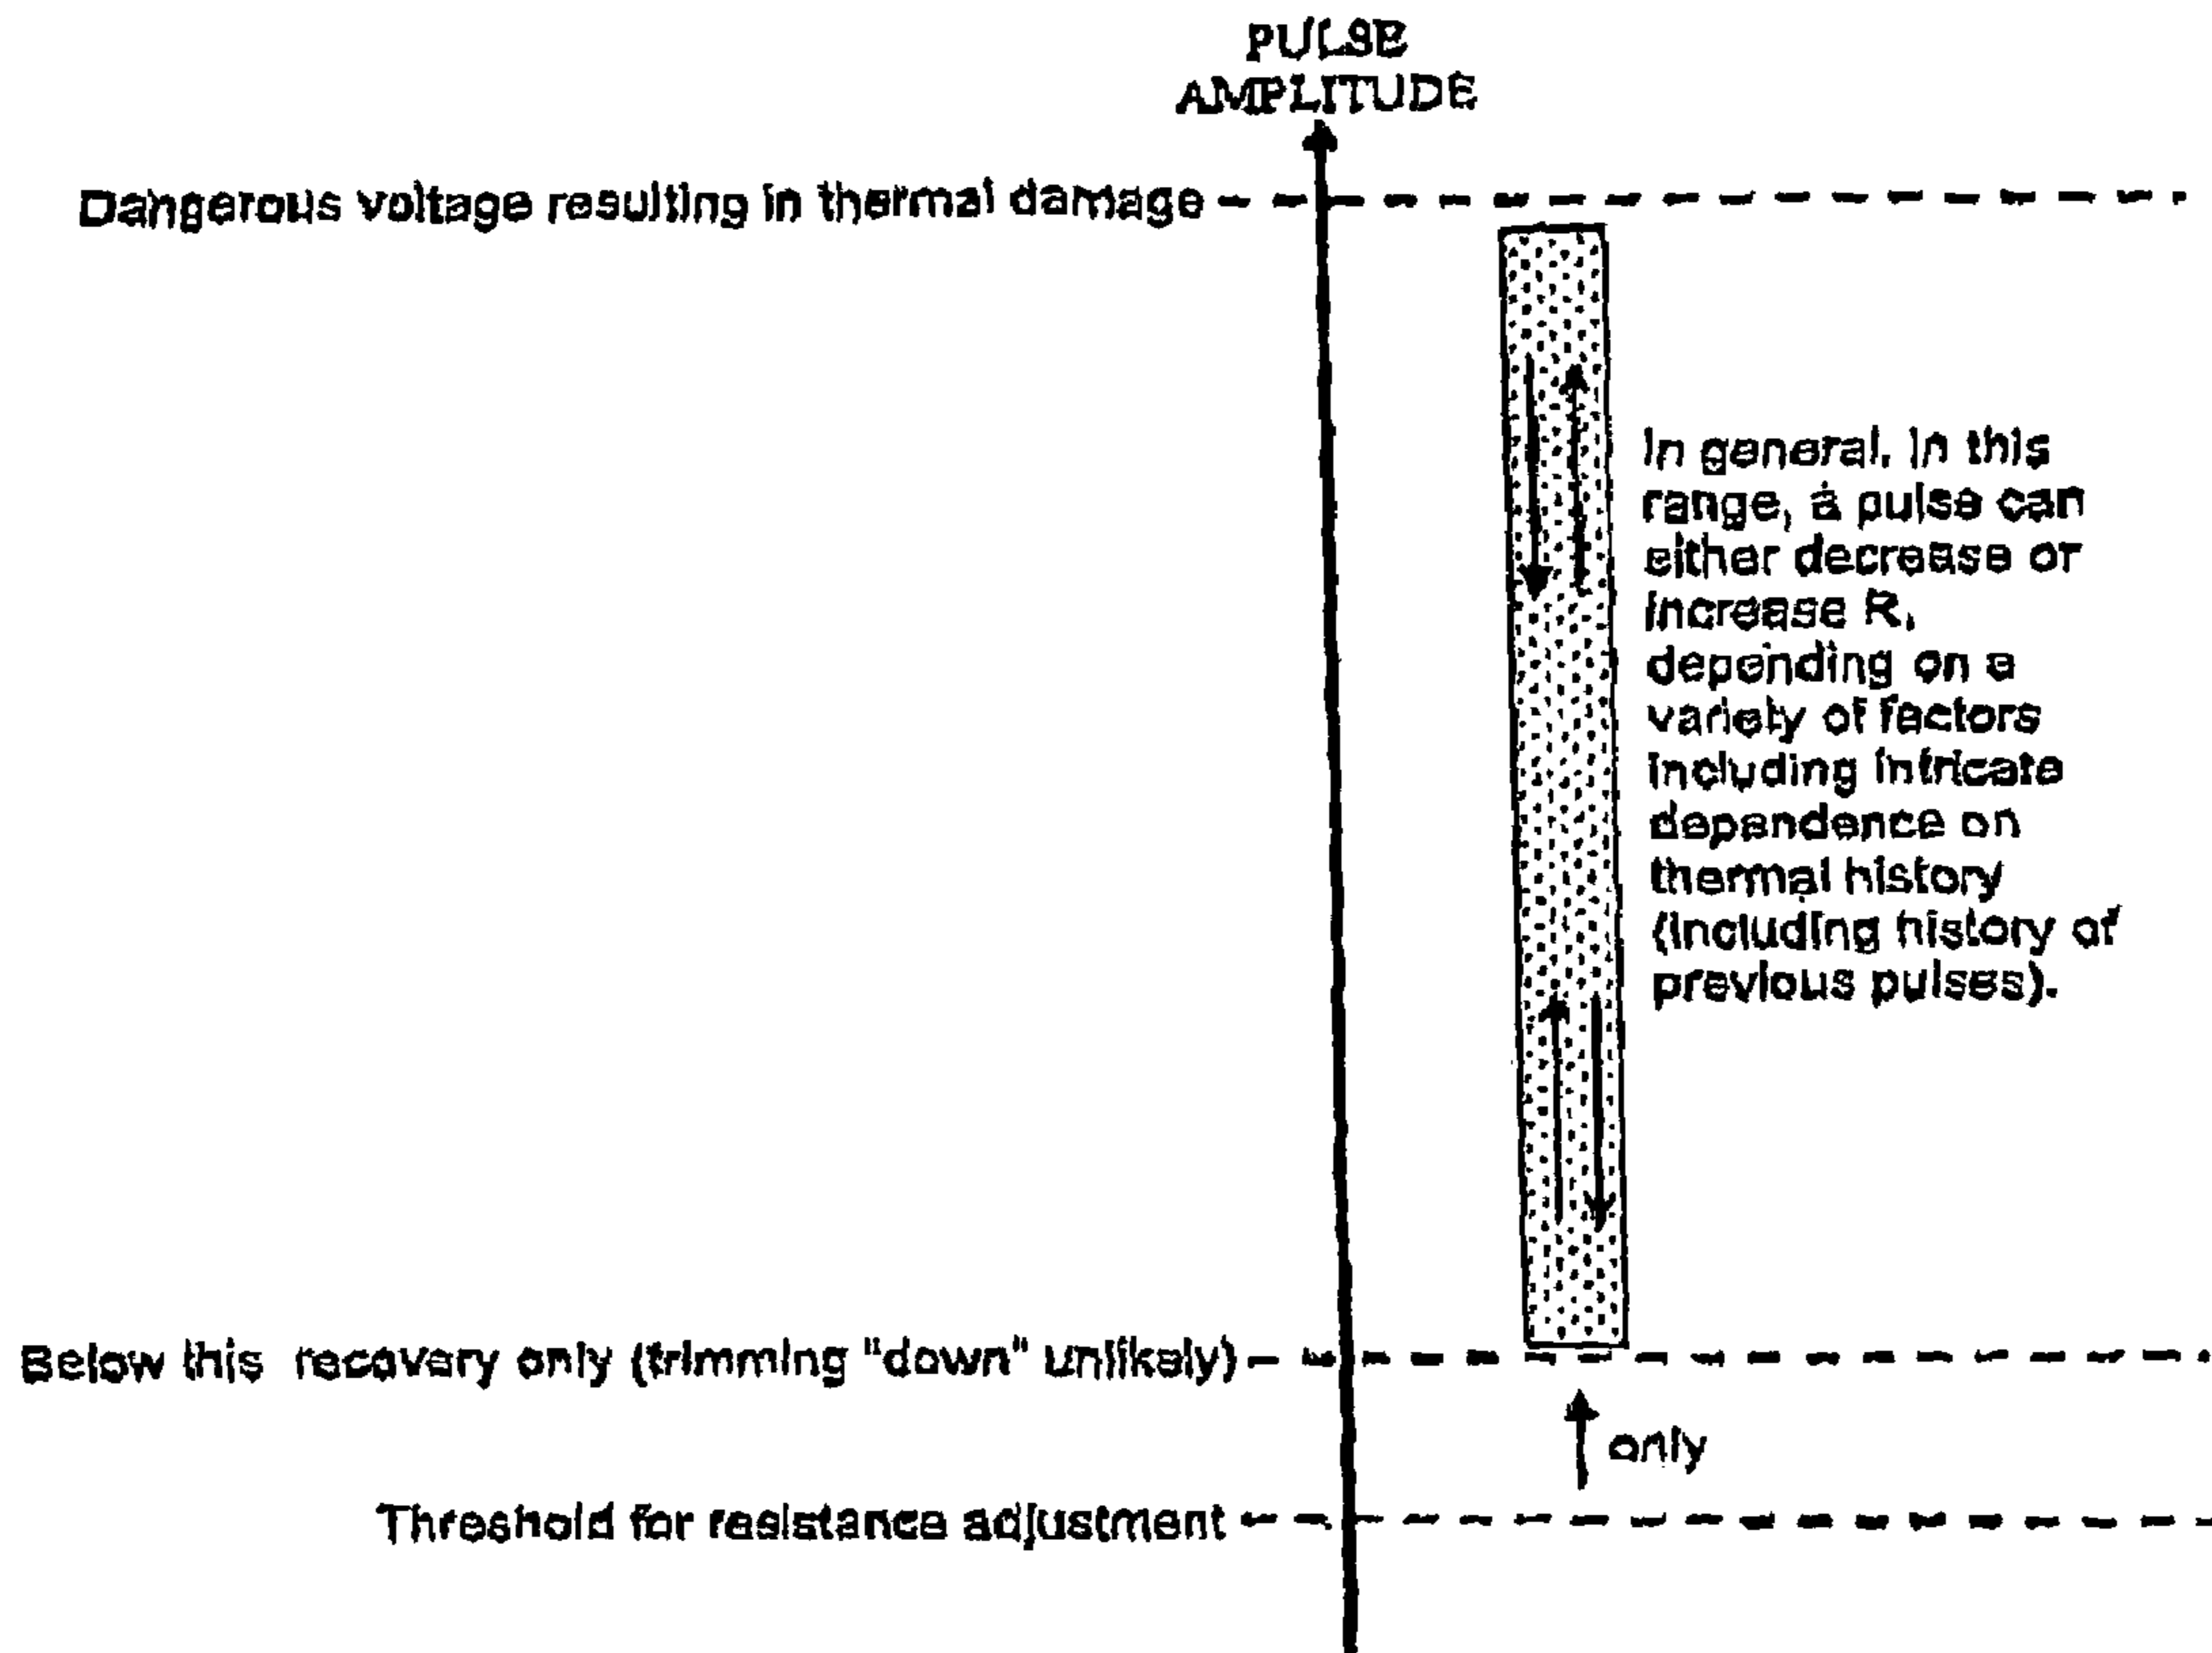 PULSE
AMPLITUDE
Dangerous voltage resulting in thermal damage
In general, in this
range, a pulse can
either decrease or
increase R,
depending on a
variety of factors
including intricate
dependence on
thermal history
(including history of
previous pulses).
Below this recovery only (trimming "down" unlikely)
only
Threshold for resistance adjustment